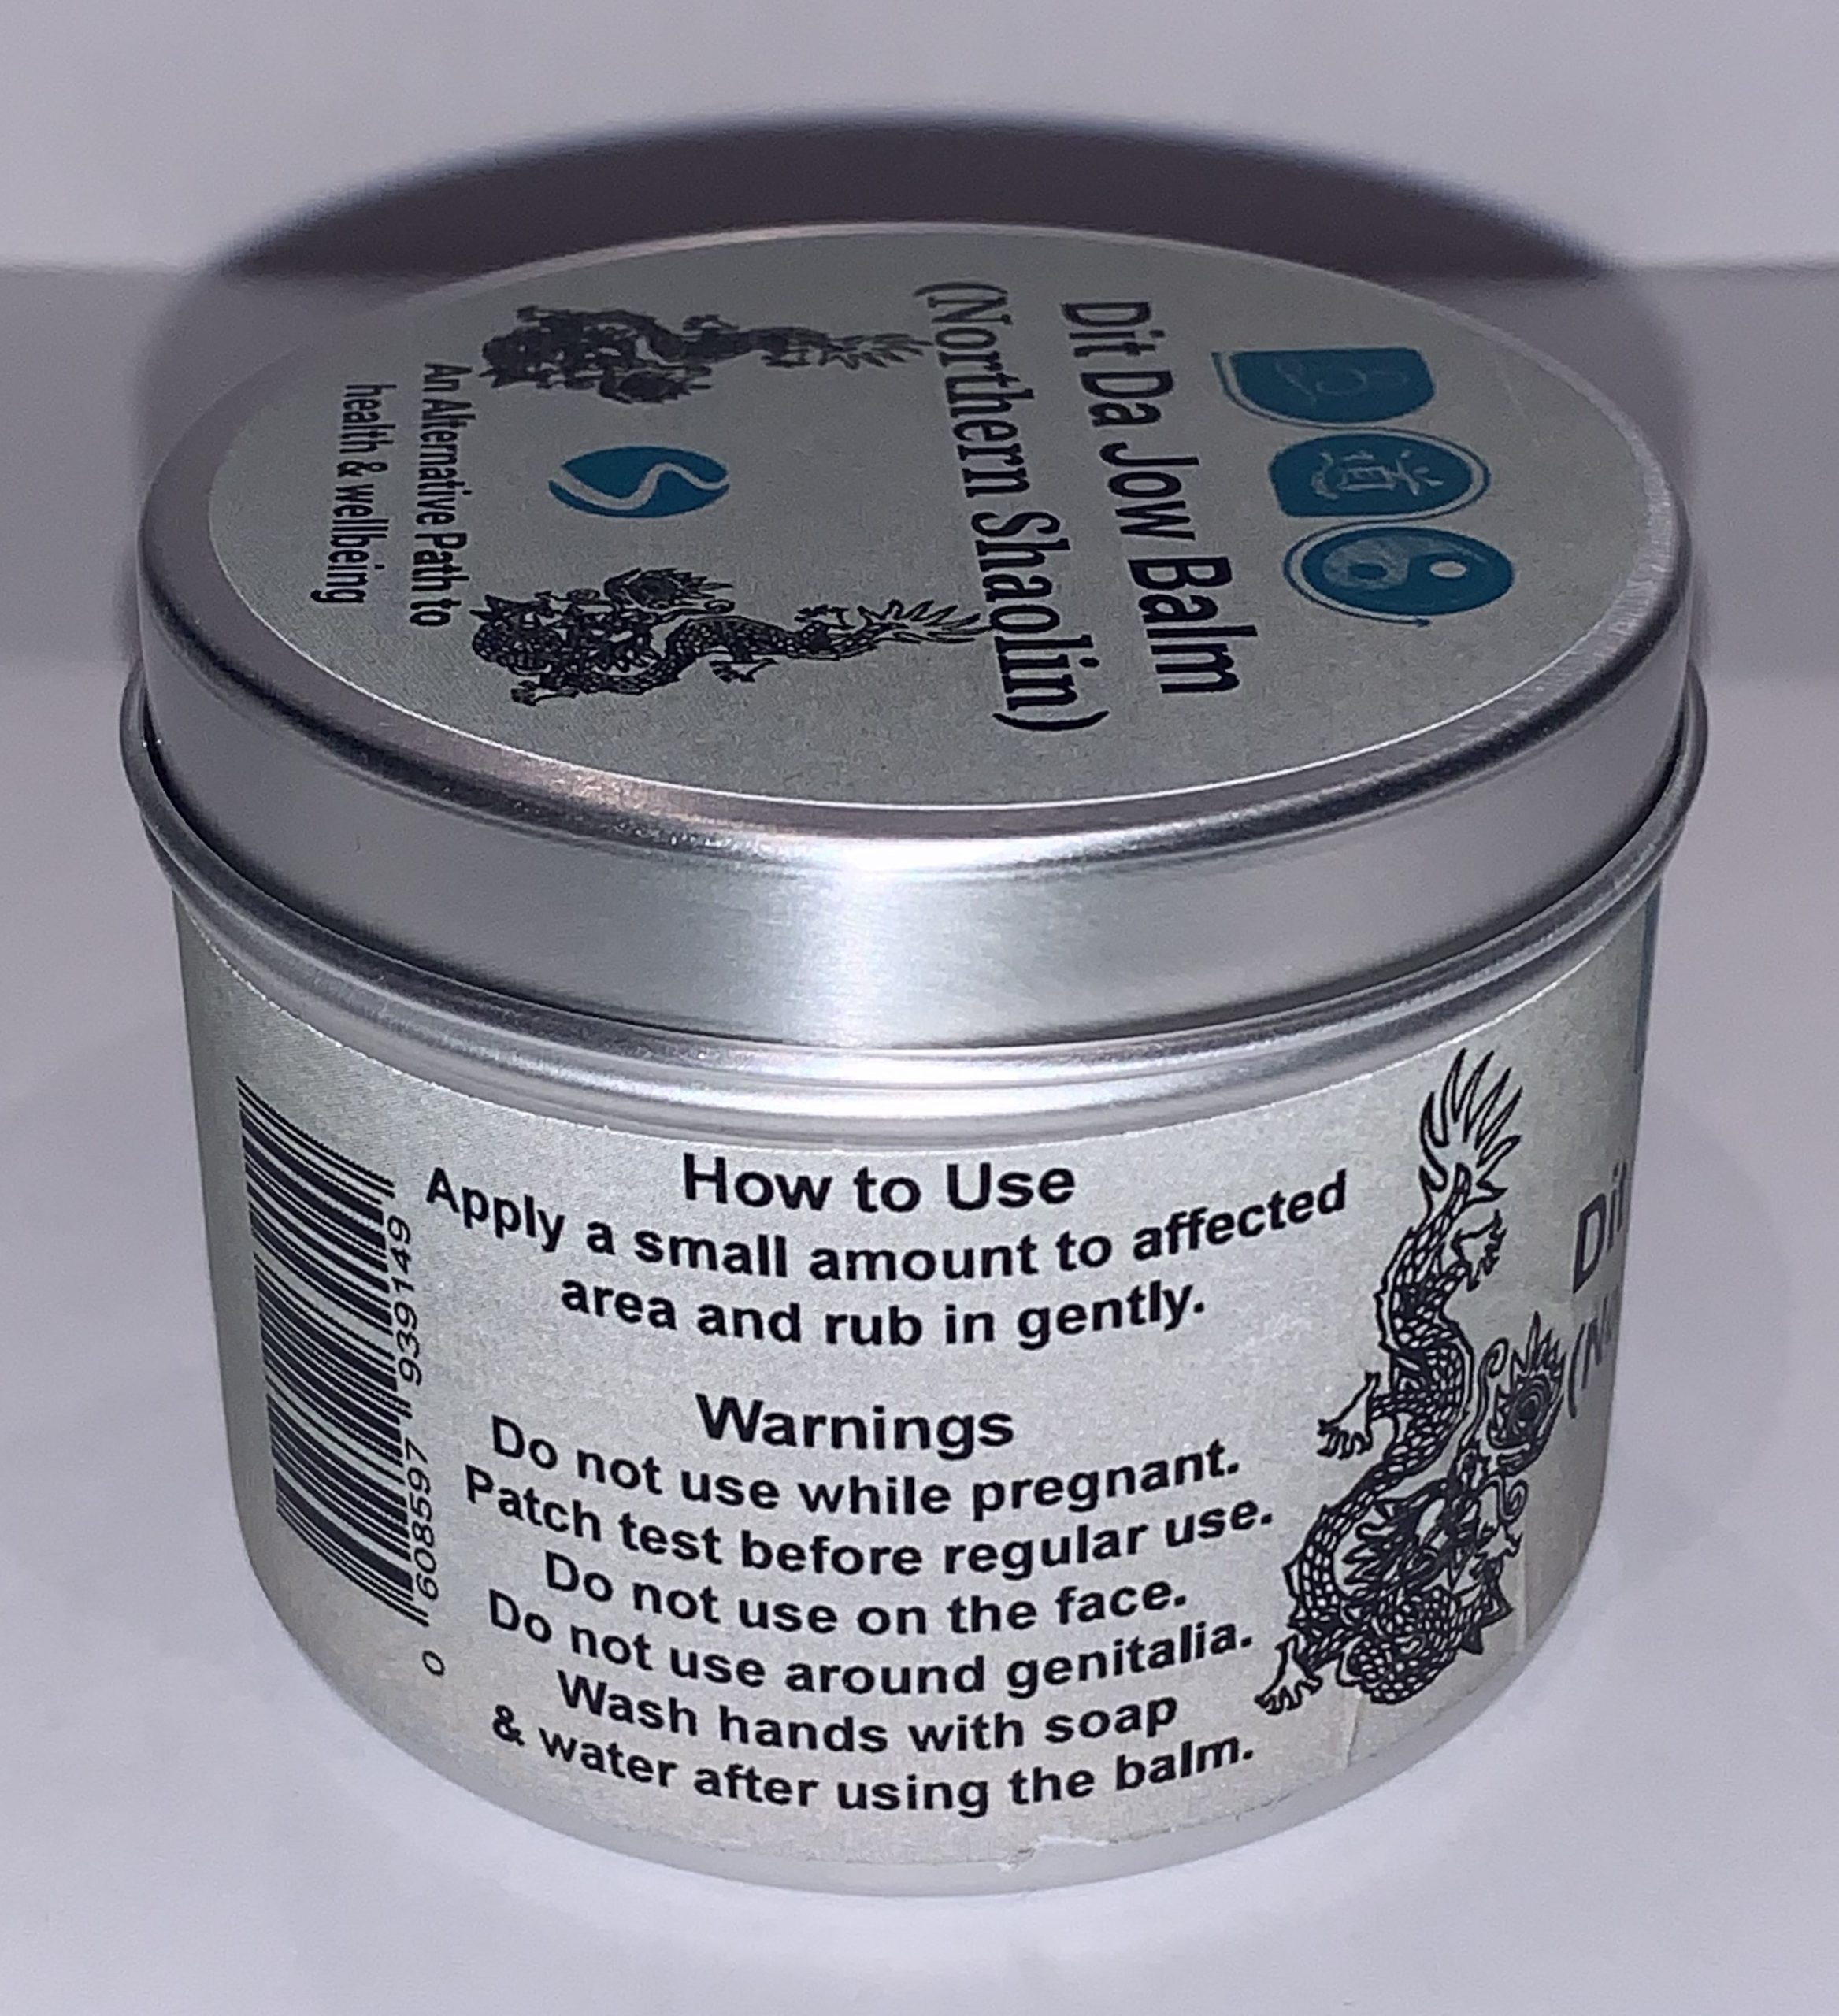 道
Dit Da Jow Balm
(Northern Shaolin)
An Alternative Path to
health & wellbeing
How to Use
Apply a small amount to affected
area and rub in gently.
Warnings
Do not use while pregnant.
Patch test before regular use.
Do not use on the face.
Do not use around genitalia.
Wash hands with soap
& water after using the balm.
0 608597 939149
Dit